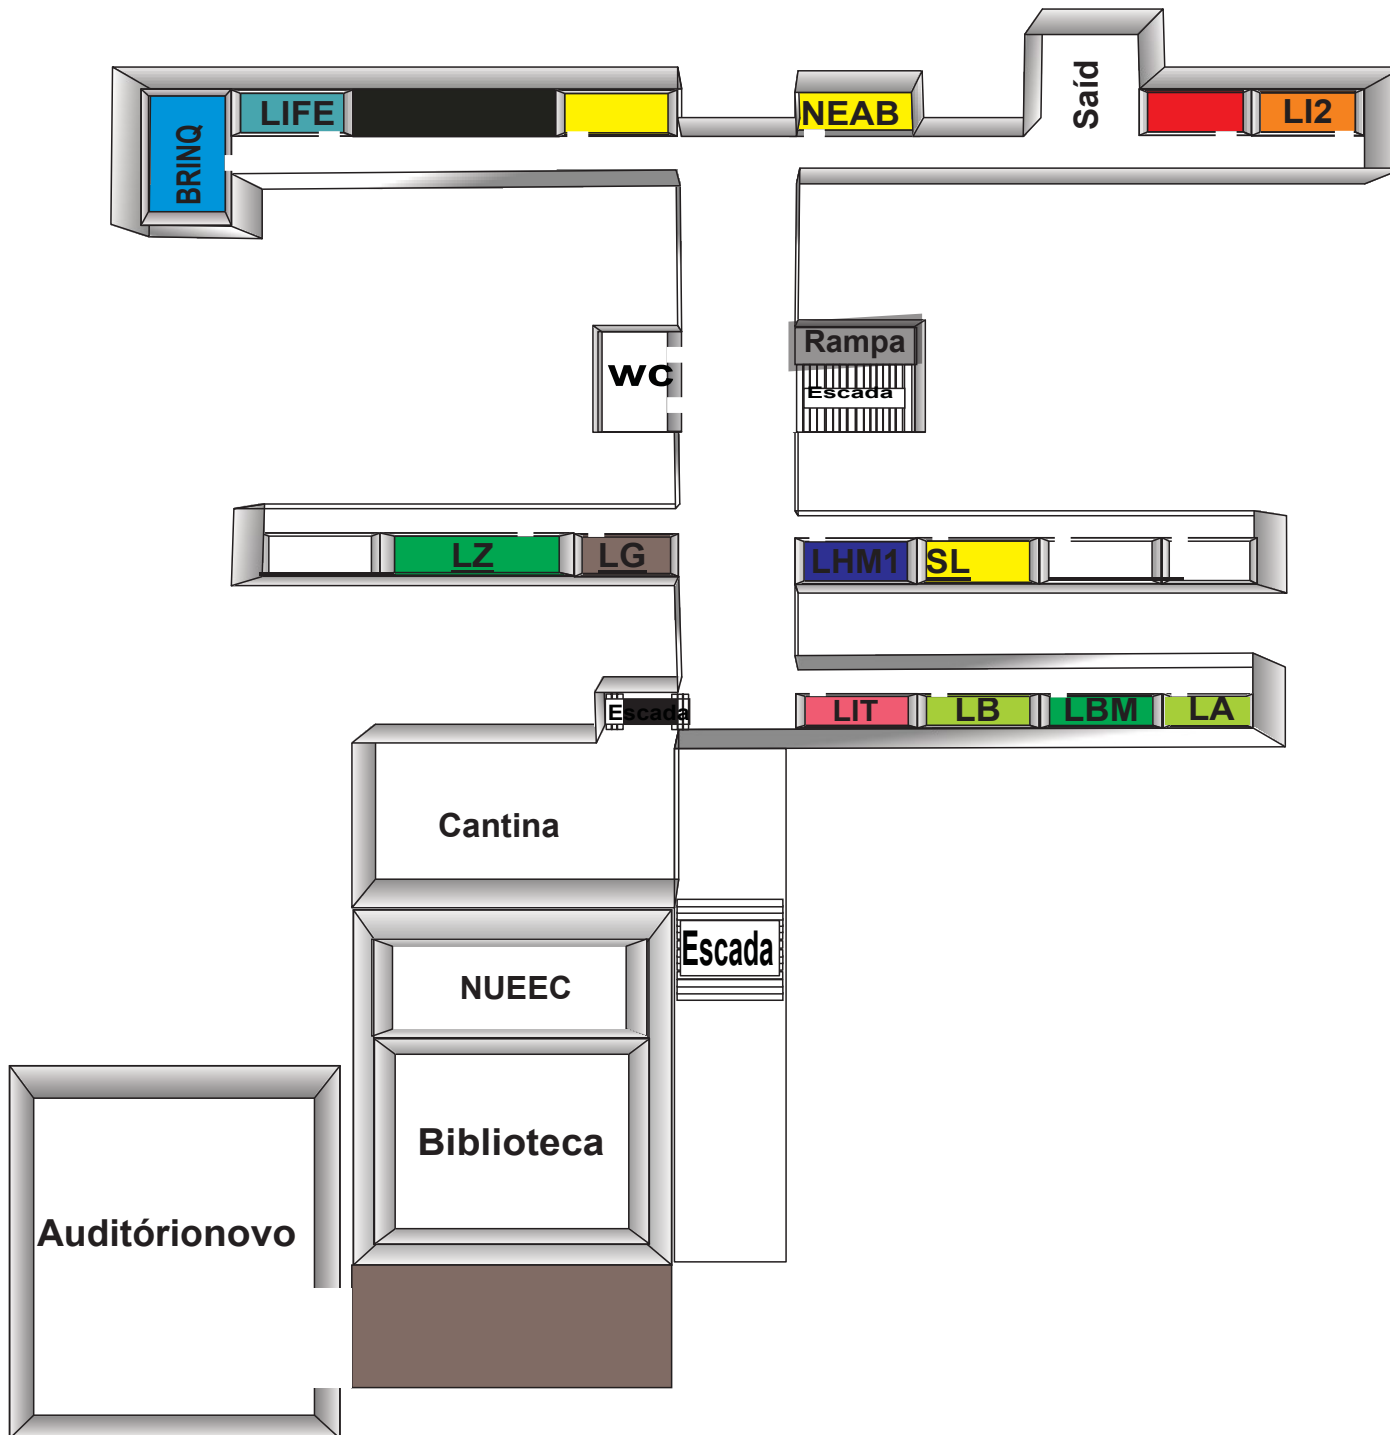 Saíd
LIFE
NEAB
LI2
BRINQ
Rampa
WC
Escada
LZ
LG
LHM1
SL
Escada
LIT
LB
LBM
LA
Cantina
Escada
NUEEC
Biblioteca
Auditórionovo